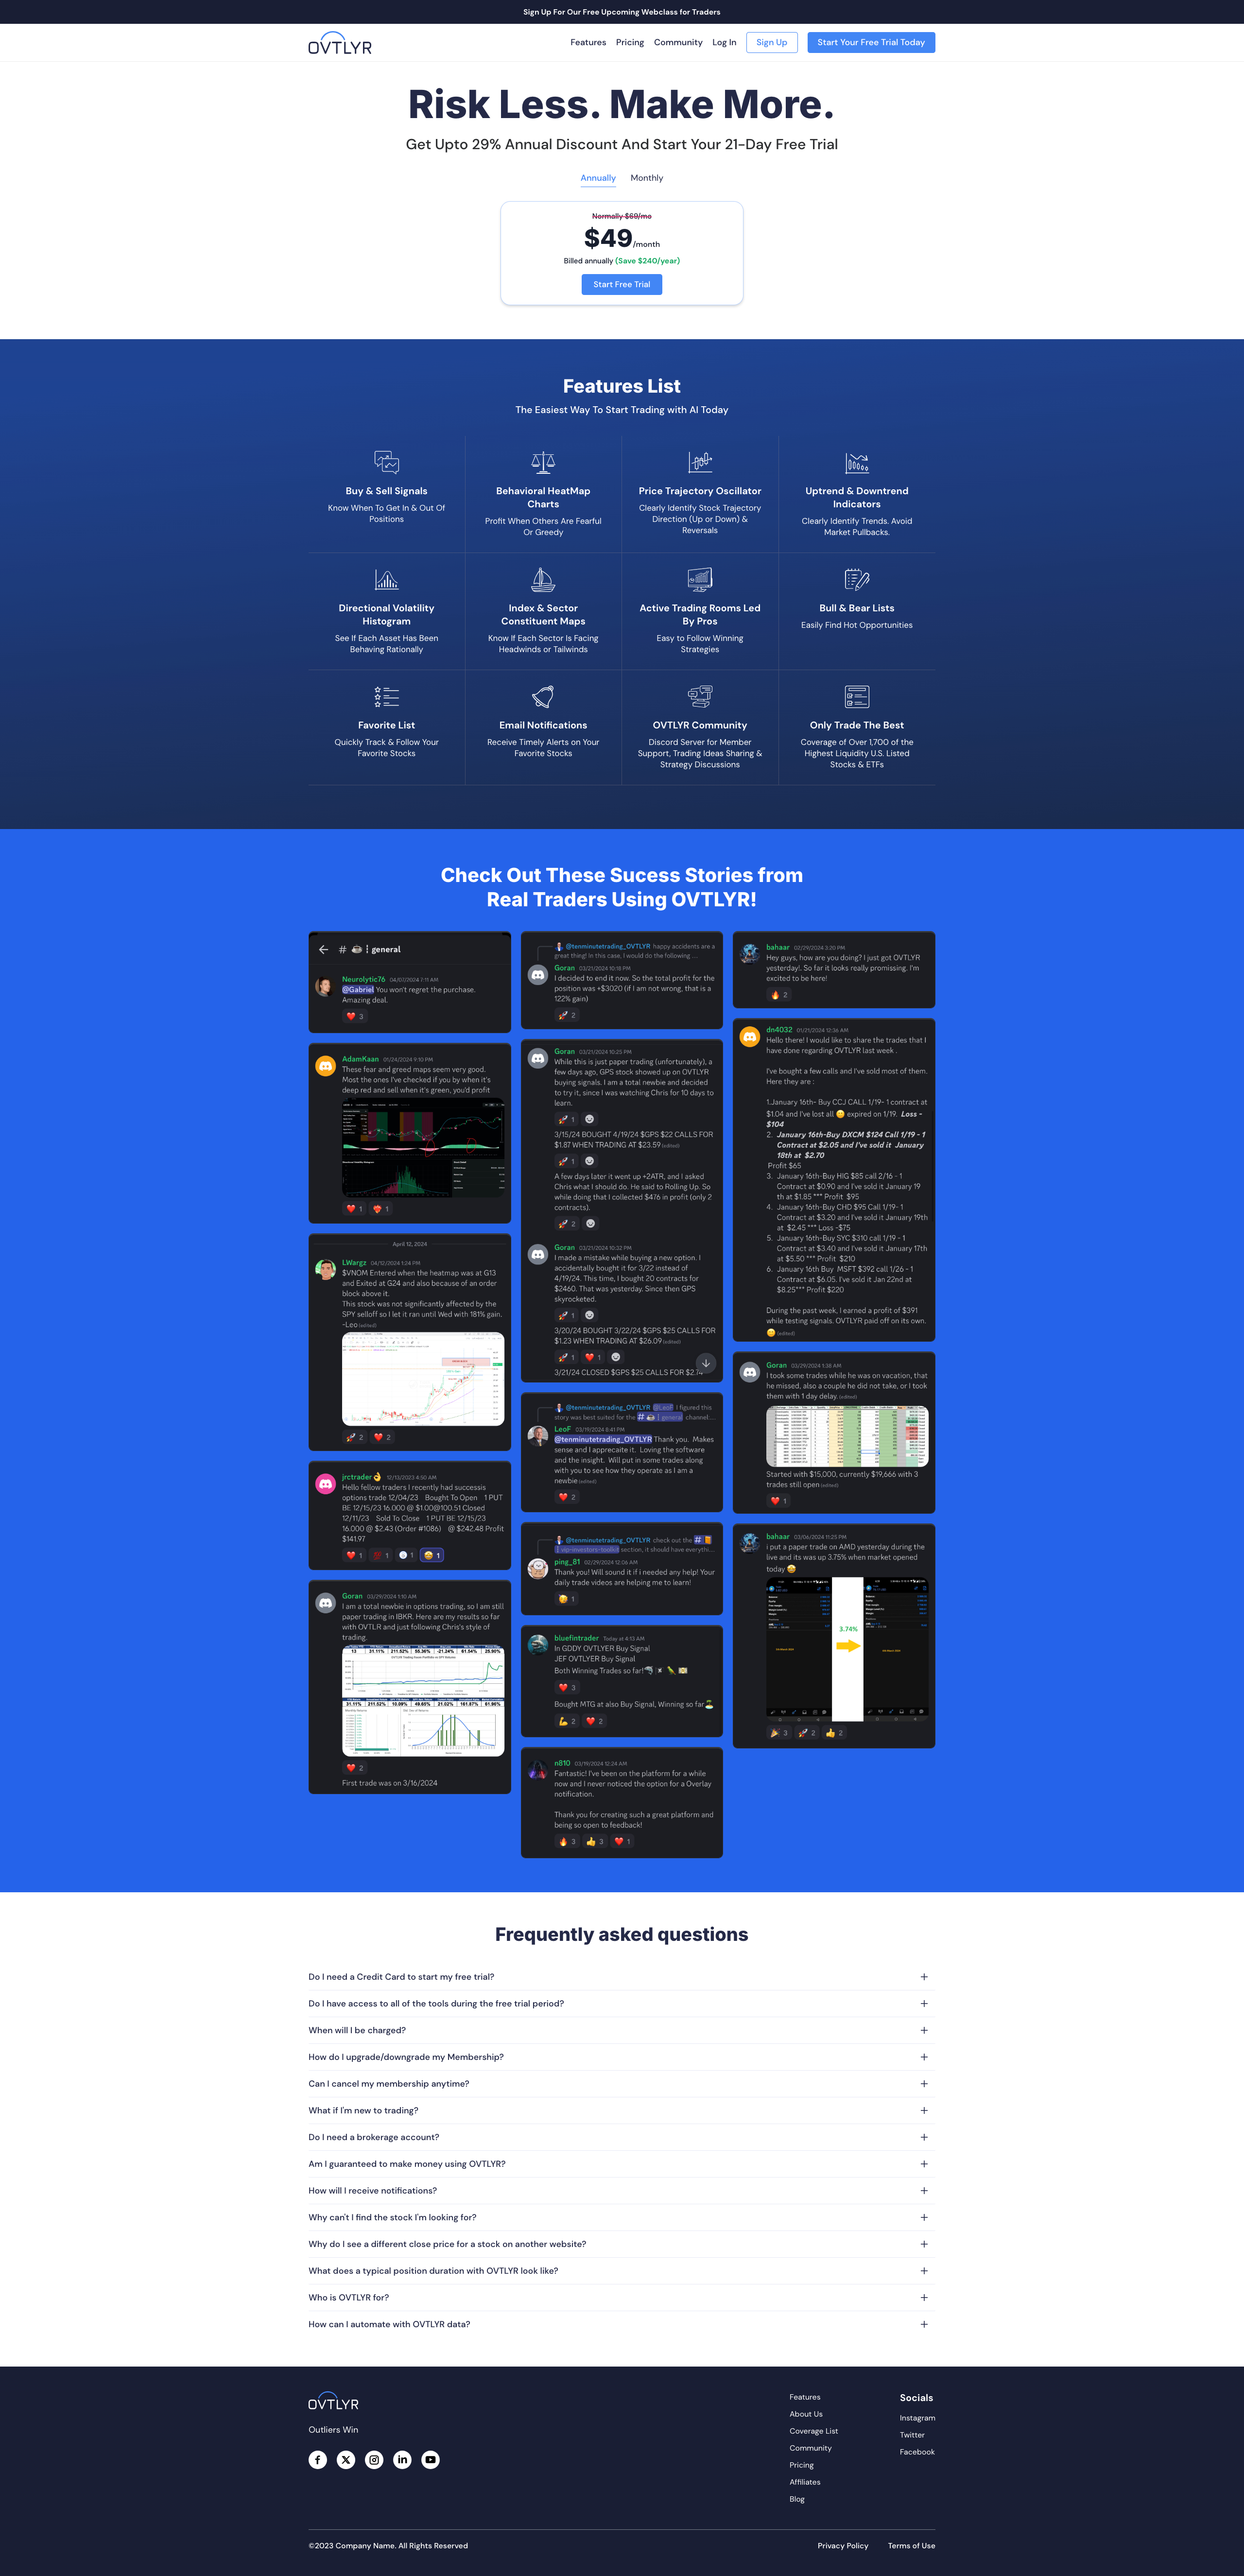 Sign Up For Our Free Upcoming Webclass for Traders
OVTLYR
Features
Pricing
Community
Log In
Sign Up
Start Your Free Trial Today
Risk Less. Make More.
Get Upto 29% Annual Discount And Start Your 21-Day Free Trial
Annually
Monthly
Normally $69/mo
$49/month
Billed annually (Save $240/year)
Start Free Trial
Features List
The Easiest Way To Start Trading with AI Today
Buy & Sell Signals
Know When To Get In & Out Of
Positions
Behavioral HeatMap
Charts
Profit When Others Are Fearful
Or Greedy
Price Trajectory Oscillator
Clearly Identify Stock Trajectory
Direction (Up or Down) &
Reversals
Uptrend & Downtrend
Indicators
Clearly Identify Trends. Avoid
Market Pullbacks.
Directional Volatility
Histogram
See If Each Asset Has Been
Behaving Rationally
Index & Sector
Constituent Maps
Know If Each Sector Is Facing
Headwinds or Tailwinds
Active Trading Rooms Led
By Pros
Easy to Follow Winning
Strategies
Bull & Bear Lists
Easily Find Hot Opportunities
Favorite List
Quickly Track & Follow Your
Favorite Stocks
Email Notifications
Receive Timely Alerts on Your
Favorite Stocks
OVTLYR Community
Discord Server for Member
Support, Trading Ideas Sharing &
Strategy Discussions
Only Trade The Best
Coverage of Over 1,700 of the
Highest Liquidity U.S. Listed
Stocks & ETFs
Check Out These Sucess Stories from
Real Traders Using OVTLYR!
# general
Neurolytic76 04/07/2024 7:11 AM
@Gabriel You won't regret the purchase.
Amazing deal.
3
AdamKaan 01/24/2024 9:10 PM
These fear and greed maps seem very good.
Most the ones I've checked if you by when it's
deep red and sell when it's green, you'd profit
1 1
April 12, 2024
LWargz 04/12/2024 1:24 PM
$VNOM Entered when the heatmap was at G13
and Exited at G24 and also because of an order
block above it.
This stock was not significantly affected by the
SPY selloff so I let it ran until Wed with 181% gain.
-Leo (edited)
2 2
jrctrader 12/13/2023 4:50 AM
Hello fellow traders I recently had successis
options trade 12/04/23 Bought To Open 1 PUT
BE 12/15/23 16.000 @ $1.00@100.51 Closed
12/11/23 Sold To Close 1 PUT BE 12/15/23
16.000 @ $2.43 (Order #1086) @ $242.48 Profit
$141.97
1 1 1 1
Goran 03/29/2024 1:10 AM
I am a total newbie in options trading, so I am still
paper trading in IBKR. Here are my results so far
with OVTLR and just following Chris's style of
trading.
2
First trade was on 3/16/2024
@tenminutetrading_OVTLYR happy accidents are a
great thing! In this case, I would do the following ....
Goran 03/21/2024 10:18 PM
I decided to end it now. So the total profit for the
position was +$3020 (if I am not wrong, that is a
122% gain)
2
Goran 03/21/2024 10:25 PM
While this is just paper trading (unfortunately), a
few days ago, GPS stock showed up on OVTLYR
buying signals. I am a total newbie and decided
to try it, since I was watching Chris for 10 days to
learn.
1
3/15/24 BOUGHT 4/19/24 $GPS $22 CALLS FOR
$1.87 WHEN TRADING AT $23.59 (edited)
1
A few days later it went up +2ATR, and I asked
Chris what I should do. He said to Rolling Up. So
while doing that I collected $476 in profit (only 2
contracts).
2
Goran 03/21/2024 10:32 PM
I made a mistake while buying a new option. I
accidentally bought it for 3/22 instead of
4/19/24. This time, I bought 20 contracts for
$2460. That was yesterday. Since then GPS
skyrocketed.
1
3/20/24 BOUGHT 3/22/24 $GPS $25 CALLS FOR
$1.23 WHEN TRADING AT $26.09 (edited)
1 1
3/21/24 CLOSED $GPS $25 CALLS FOR
@tenminutetrading_OVTLYR @LeoF I figured this
story was best suited for the # general channel....
LeoF 03/19/2024 8:41 PM
@tenminutetrading_OVTLYR Thank you. Makes
sense and I apprecaite it. Loving the software
and the insight. Will put in some trades along
with you to see how they operate as I am a
newbie (edited)
2
@tenminutetrading_OVTLYR check out the #
vip-investors-toolkit section, it should have everythi...
ping_81 02/29/2024 12:06 AM
Thank you! Will sound it if i needed any help! Your
daily trade videos are helping me to learn!
1
bluefintrader Today at 4:13 AM
In GDDY OVTLYER Buy Signal
JEF OVTLYER Buy Signal
Both Winning Trades so far!
3
Bought MTG at also Buy Signal, Winning so far
2 2
n810 03/19/2024 12:24 AM
Fantastic! I've been on the platform for a while
now and I never noticed the option for a Overlay
notification.
Thank you for creating such a great platform and
being so open to feedback!
3 3 1
bahaar 02/29/2024 3:20 PM
Hey guys, how are you doing? I just got OVTLYR
yesterday!. So far it looks really promising. I'm
excited to be here!
2
dn4032 01/21/2024 12:36 AM
Hello there! I would like to share the trades that I
have done regarding OVTLYR last week .
I've bought a few calls and I've sold most of them.
Here they are :
1.January 16th- Buy CCJ CALL 1/19- 1 contract at
$1.04 and I've lost all expired on 1/19. Loss -
$104
2. January 16th-Buy DXCM $124 Call 1/19 - 1
Contract at $2.05 and I've sold it January
18th at $2.70
Profit $65
3. January 16th-Buy HIG $85 call 2/16 - 1
Contract at $0.90 and I've sold it January 19
th at $1.85 *** Profit $95
4. January 16th-Buy CHD $95 Call 1/19- 1
Contract at $3.20 and I've sold it January 19th
at $2.45 *** Loss -$75
5. January 16th-Buy SYC $310 call 1/19 - 1
Contract at $3.40 and I've sold it January 17th
at $5.50 *** Profit $210
6. January 16th Buy MSFT $392 call 1/26 - 1
Contract at $6.05. I've sold it Jan 22nd at
$8.25*** Profit $220
During the past week, I earned a profit of $391
while testing signals. OVTLYR paid off on its own.
(edited)
Goran 03/29/2024 1:38 AM
I took some trades while he was on vacation, that
he missed, also a couple he did not take, or I took
them with 1 day delay. (edited)
Started with $15,000, currently $19,666 with 3
trades still open (edited)
1
bahaar 03/06/2024 11:25 PM
i put a paper trade on AMD yesterday during the
live and its was up 3,75% when market opened
today
3.74%
3 2 2
Frequently asked questions
Do I need a Credit Card to start my free trial?
Do I have access to all of the tools during the free trial period?
When will I be charged?
How do I upgrade/downgrade my Membership?
Can I cancel my membership anytime?
What if I'm new to trading?
Do I need a brokerage account?
Am I guaranteed to make money using OVTLYR?
How will I receive notifications?
Why can't I find the stock I'm looking for?
Why do I see a different close price for a stock on another website?
What does a typical position duration with OVTLYR look like?
Who is OVTLYR for?
How can I automate with OVTLYR data?
OVTLYR
Outliers Win
Features
About Us
Coverage List
Community
Pricing
Affiliates
Blog
Socials
Instagram
Twitter
Facebook
©2023 Company Name. All Rights Reserved
Privacy Policy
Terms of Use